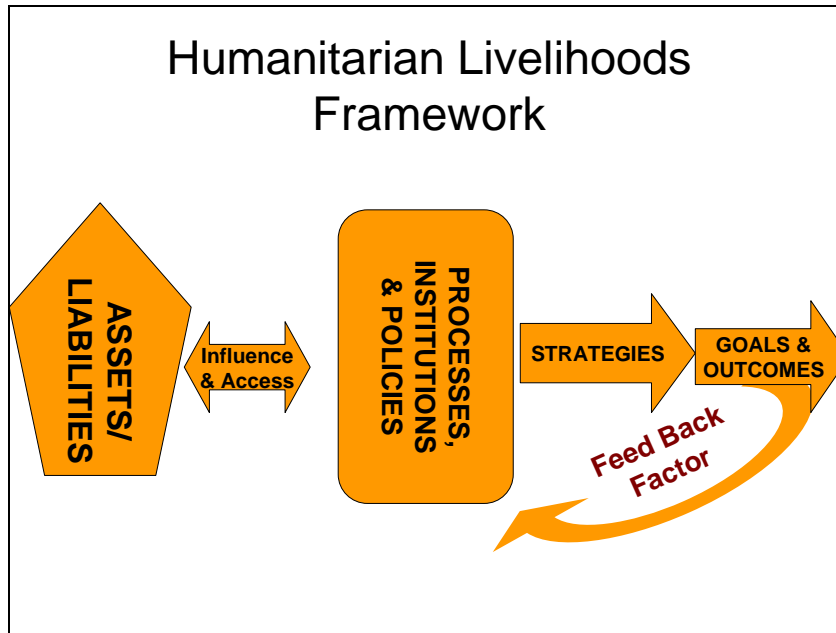 Humanitarian Livelihoods
Framework
ASSETS/
LIABILITIES
Influence
& Access
PROCESSES,
INSTITUTIONS
& POLICIES
STRATEGIES
GOALS &
OUTCOMES
Feed Back
Factor